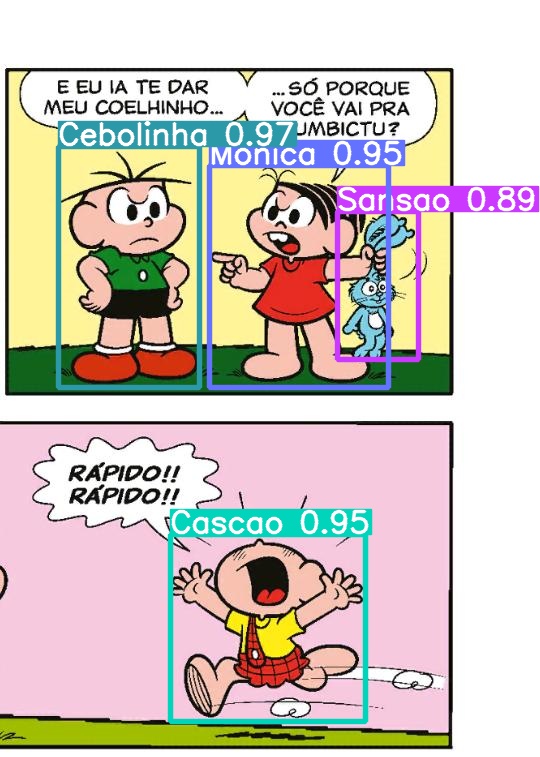 E EU IA TE DAR
MEU COELHINHO...
...SÓ PORQUE
VOCÊ VAI PRA
UMBICTU?
Cebolinha 0.97
Monica 0.95
Sansao 0.89
RÁPIDO!!
RÁPIDO!!
Cascao 0.95